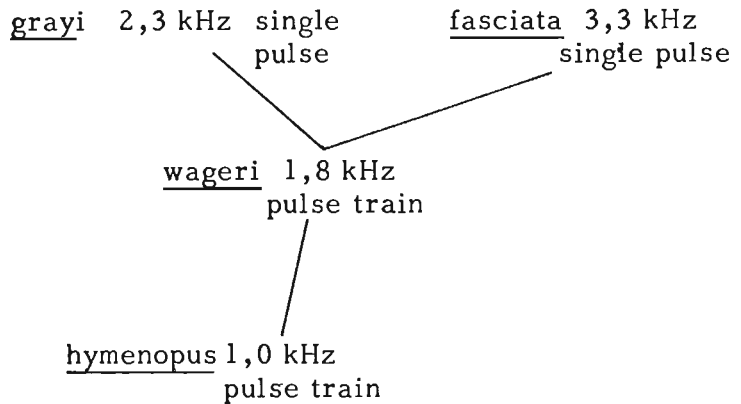 grayi 2,3 kHz single pulse
fasciata 3,3 kHz
single pulse
wageri 1,8 kHz
pulse train
hymenopus 1,0 kHz
pulse train